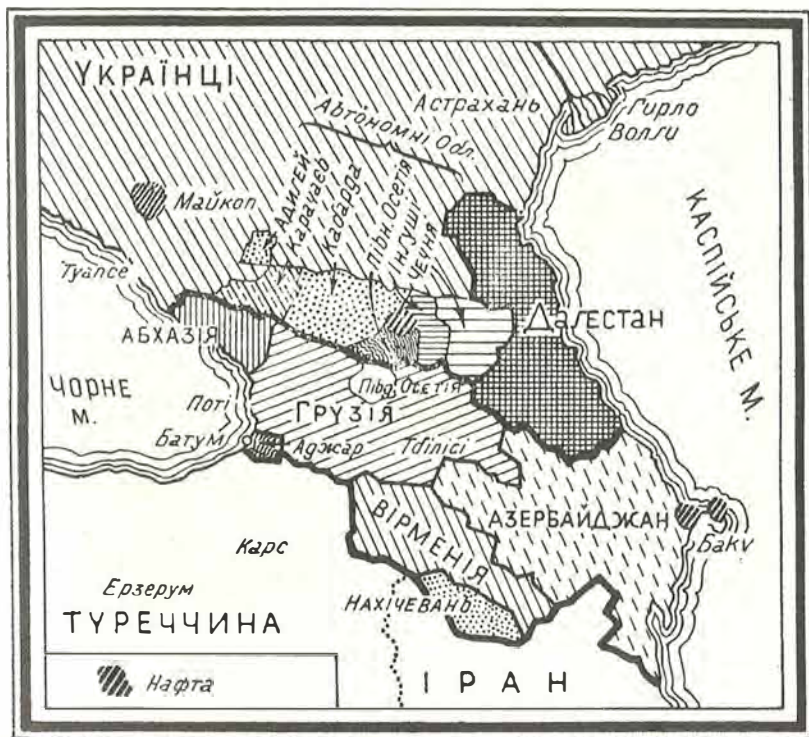 УКРАЇНЦІ
Астрахань
Гирло
Волги
Автономні Обл.
Майкоп
Адигей
Карачаєв
Кабарда
Півн. Осетія
Інгуші
Чечня
Туапсе
КАСПІЙСЬКЕ М.
АБХАЗІЯ
Даґестан
ЧОРНЕ
М.
Поті
Півд. Осетія
ГРУЗІЯ
Батум
Аджар
Тбілісі
АЗЕРБАЙДЖАН
ВІРМЕНІЯ
Баку
Карс
Ерзерум
НАХІЧЕВАНЬ
ТУРЕЧЧИНА
ІРАН
Нафта